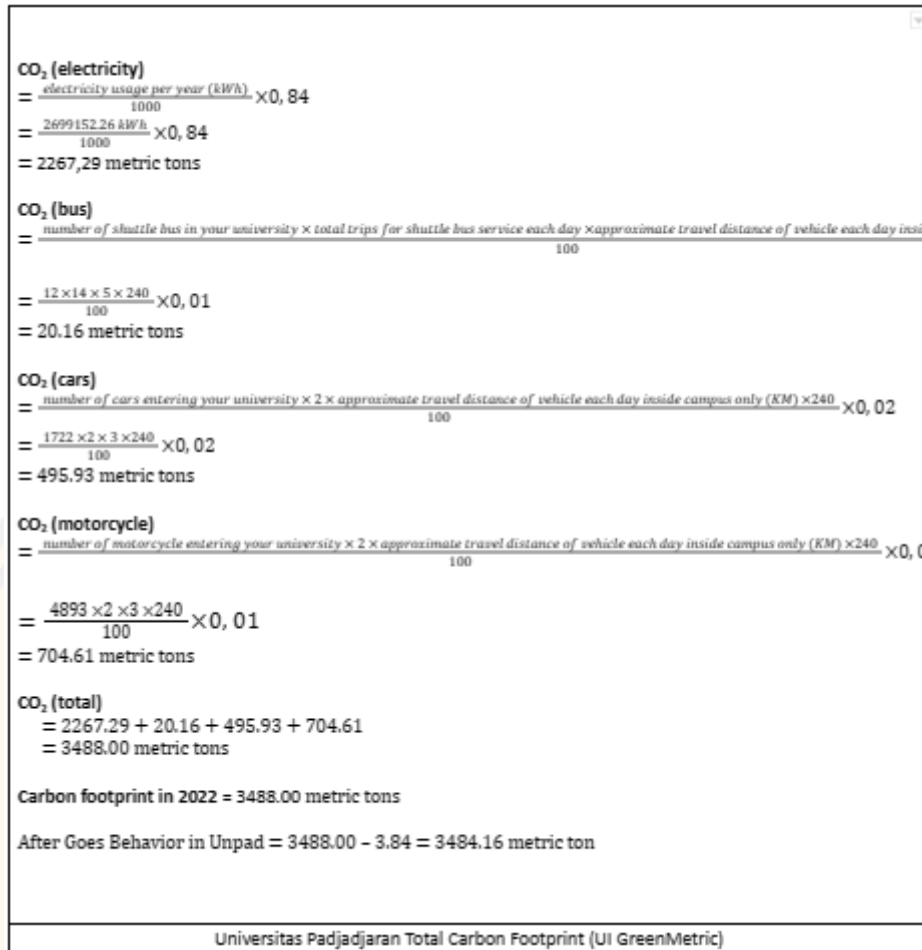 CO₂ (electricity)
= electricity usage per year (kWh) / 1000 ×0, 84
= 2699152.26 kWh / 1000 ×0, 84
= 2267,29 metric tons
CO₂ (bus)
= number of shuttle bus in your university × total trips for shuttle bus service each day ×approximate travel distance of vehicle each day / 100
= 12 ×14 × 5 × 240 / 100 ×0, 01
= 20.16 metric tons
CO₂ (cars)
= number of cars entering your university × 2 × approximate travel distance of vehicle each day inside campus only (KM) ×240 / 100 ×0, 02
= 1722 ×2 × 3 ×240 / 100 ×0, 02
= 495.93 metric tons
CO₂ (motorcycle)
= number of motorcycle entering your university × 2 × approximate travel distance of vehicle each day inside campus only (KM) ×240 / 100 ×0,
= 4893 ×2 ×3 ×240 / 100 ×0, 01
= 704.61 metric tons
CO₂ (total)
= 2267.29 + 20.16 + 495.93 + 704.61
= 3488.00 metric tons
Carbon footprint in 2022 = 3488.00 metric tons
After Goes Behavior in Unpad = 3488.00 – 3.84 = 3484.16 metric ton
Universitas Padjadjaran Total Carbon Footprint (UI GreenMetric)